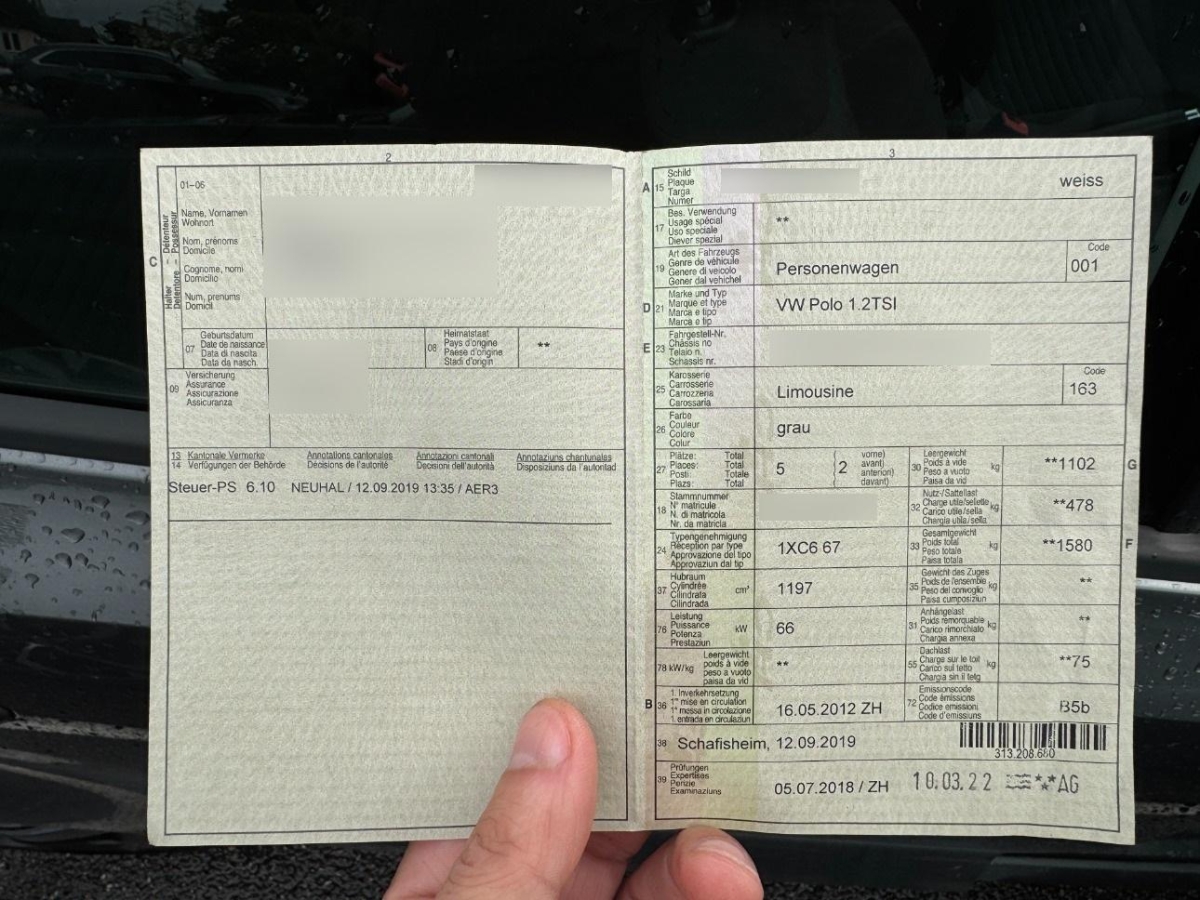 2
01–06
C
Halter – Détenteur
Detentore – Possessur
Name, Vornamen
Wohnort
Nom, prénoms
Domicile
Cognome, nomi
Domicilio
Num, prenums
Domicil
07
Geburtsdatum
Date de naissance
Data di nascita
Data da nasch.
08
Heimatstaat
Pays d'origine
Paese d'origine
Stadi d'origin
**
09
Versicherung
Assurance
Assicurazione
Assicuranza
13 Kantonale Vermerke Annotations cantonales Annotazioni cantonali Annotaziuns chantunalas
14 Verfügungen der Behörde Décisions de l'autorité Decisioni dell'autorità Disposiziuns da l'autoritad
Steuer-PS 6.10 NEUHAL / 12.09.2019 13:35 / AER3
3
A 15
Schild
Plaque
Targa
Numer
weiss
17
Bes. Verwendung
Usage spécial
Uso speciale
Diever spezial
**
19
Art des Fahrzeugs
Genre de véhicule
Genere di veicolo
Gener dal vehichel
Personenwagen
Code
001
D 21
Marke und Typ
Marque et type
Marca e tipo
Marca e tip
VW Polo 1.2TSI
E 23
Fahrgestell-Nr.
Châssis no
Telaio n.
Schassis nr.
25
Karosserie
Carrosserie
Carrozzeria
Carossaria
Limousine
Code
163
26
Farbe
Couleur
Colore
Colur
grau
27
Plätze: Total
Places: Total
Posti: Totale
Plazs: Total
5
2
vorne)
avant)
anteriori)
davant)
30
Leergewicht
Poids à vide
Peso a vuoto
Paisa da vid
kg
**1102
G
18
Stammnummer
N° matricule
N. di matricola
Nr. da matricla
32
Nutz-/Sattellast
Charge utile/sellette
Carico utile/sella
Chargia utila/sella
kg
**478
24
Typengenehmigung
Réception par type
Approvazione del tipo
Approvaziun dal tip
1XC6 67
33
Gesamtgewicht
Poids total
Peso totale
Paisa totala
kg
**1580
F
37
Hubraum
Cylindrée
Cilindrata
Cilindrada
cm³
1197
35
Gewicht des Zuges
Poids de l'ensemble
Peso del convoglio
Paisa cumposiziun
kg
**
76
Leistung
Puissance
Potenza
Prestaziun
kW
66
31
Anhängelast
Poids remorquable
Carico rimorchiato
Chargia annexa
kg
**
78 kW/kg
Leergewicht
poids à vide
peso a vuoto
paisa da vid
**
55
Dachlast
Charge sur le toit
Carico sul tetto
Chargia sin il tetg
kg
**75
B 36
1. Inverkehrsetzung
1re mise en circulation
1a messa in circolazione
1. entrada en circulaziun
16.05.2012 ZH
72
Emissionscode
Code émissions
Codice emissioni
Code d'emissiuns
B5b
38 Schafisheim, 12.09.2019
313.208.680
39
Prüfungen
Expertises
Perizie
Examinaziuns
05.07.2018 / ZH
10.03.22 AG